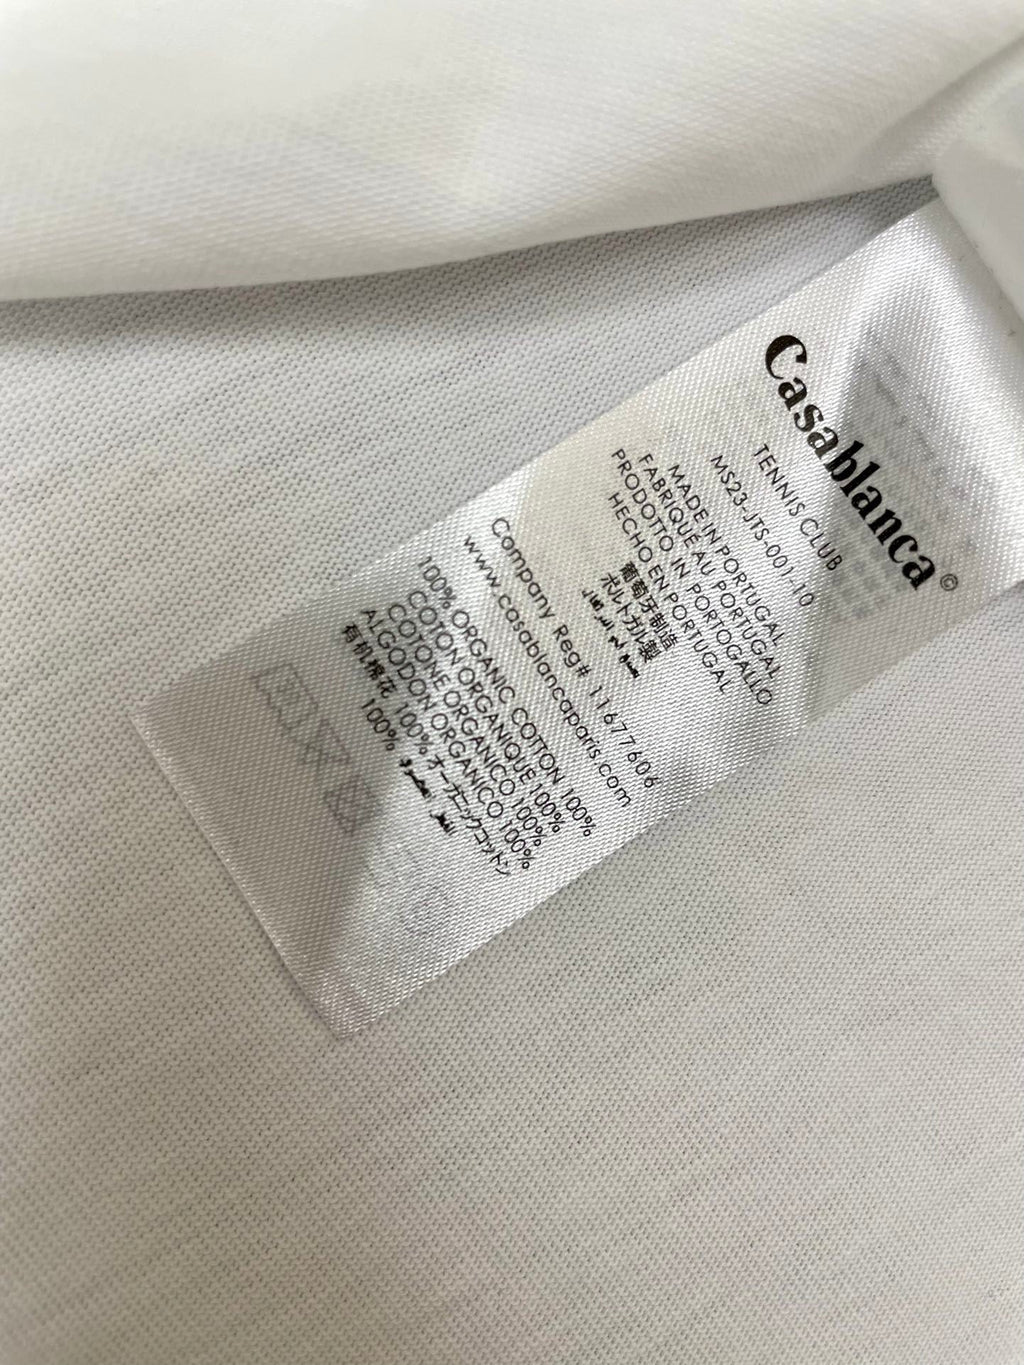 Casablanca©
TENNIS CLUB
MS23-JTS-001-10
MADE IN PORTUGAL
FABRIQUÉ AU PORTUGAL
PRODOTTO IN PORTOGALLO
HECHO EN PORTUGAL
葡萄牙制造
ポルトガル製
صنع في البرتغال
Company Reg# 11677606
www.casablancaparis.com
100% ORGANIC COTTON 100%
COTON ORGANIQUE 100%
COTONE ORGANICO 100%
ALGODON ORGANICO 100%
有机棉花 100% オーガニックコットン
100%